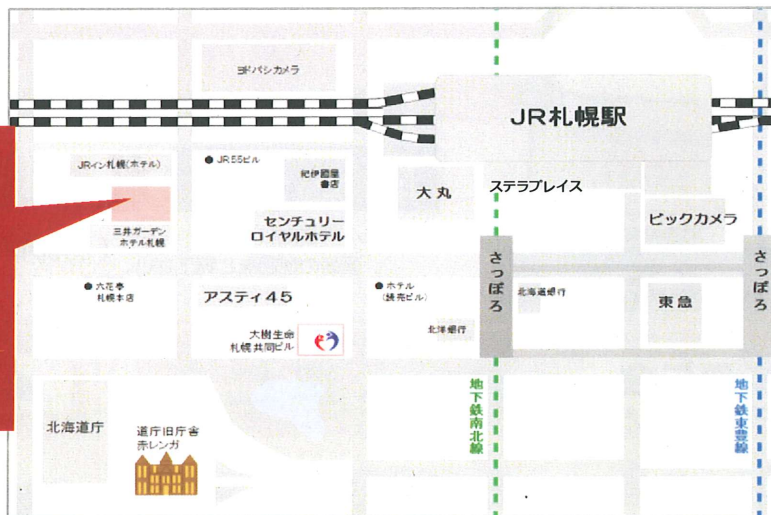 ヨドバシカメラ
JR札幌駅
JRイン札幌(ホテル)
JR55ビル
紀伊國屋
書店
大丸
ステラプレイス
三井ガーデン
ホテル札幌
センチュリー
ロイヤルホテル
ビックカメラ
さっぽろ
さっぽろ
六花亭
札幌本店
アスティ45
ホテル
(読売ビル)
北海道銀行
東急
大樹生命
札幌共同ビル
北洋銀行
地下鉄南北線
地下鉄東豊線
北海道庁
道庁旧庁舎
赤レンガ